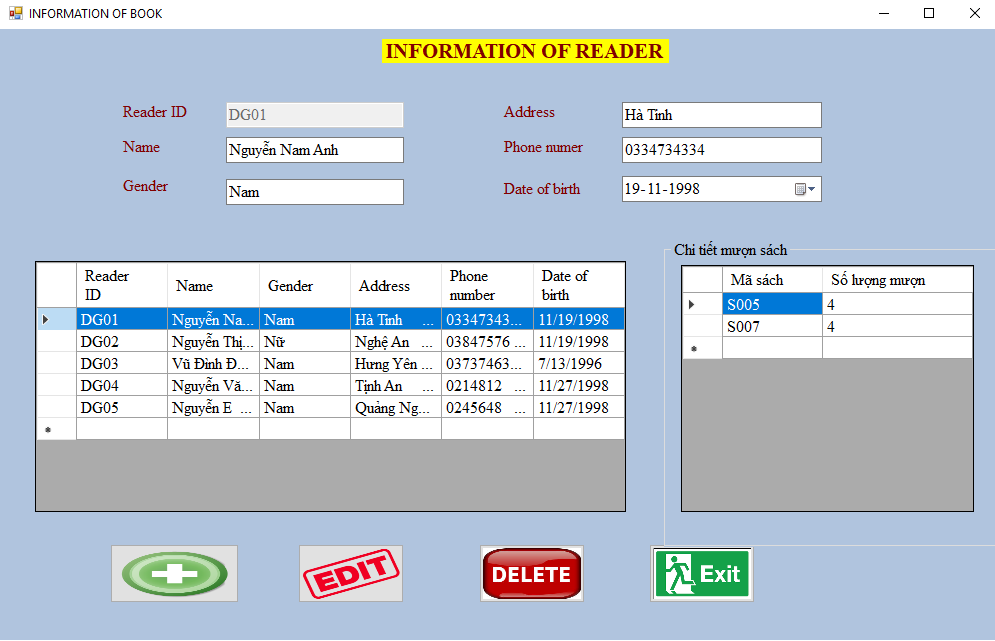 INFORMATION OF BOOK
INFORMATION OF READER
Reader ID DG01
Address Hà Tĩnh
Name Nguyễn Nam Anh
Phone numer 0334734334
Gender Nam
Date of birth 19-11-1998
Chi tiết mượn sách
Reader ID Name Gender Address Phone number Date of birth
DG01 Nguyễn Na... Nam Hà Tĩnh ... 03347343... 11/19/1998
DG02 Nguyễn Thị... Nữ Nghệ An ... 03847576 ... 11/19/1998
DG03 Vũ Đình Đ... Nam Hưng Yên ... 03737463... 7/13/1996
DG04 Nguyễn Vă... Nam Tịnh An ... 0214812 ... 11/27/1998
DG05 Nguyễn E ... Nam Quảng Ng... 0245648 ... 11/27/1998
Mã sách Số lượng mượn
S005 4
S007 4
EDIT
DELETE
Exit